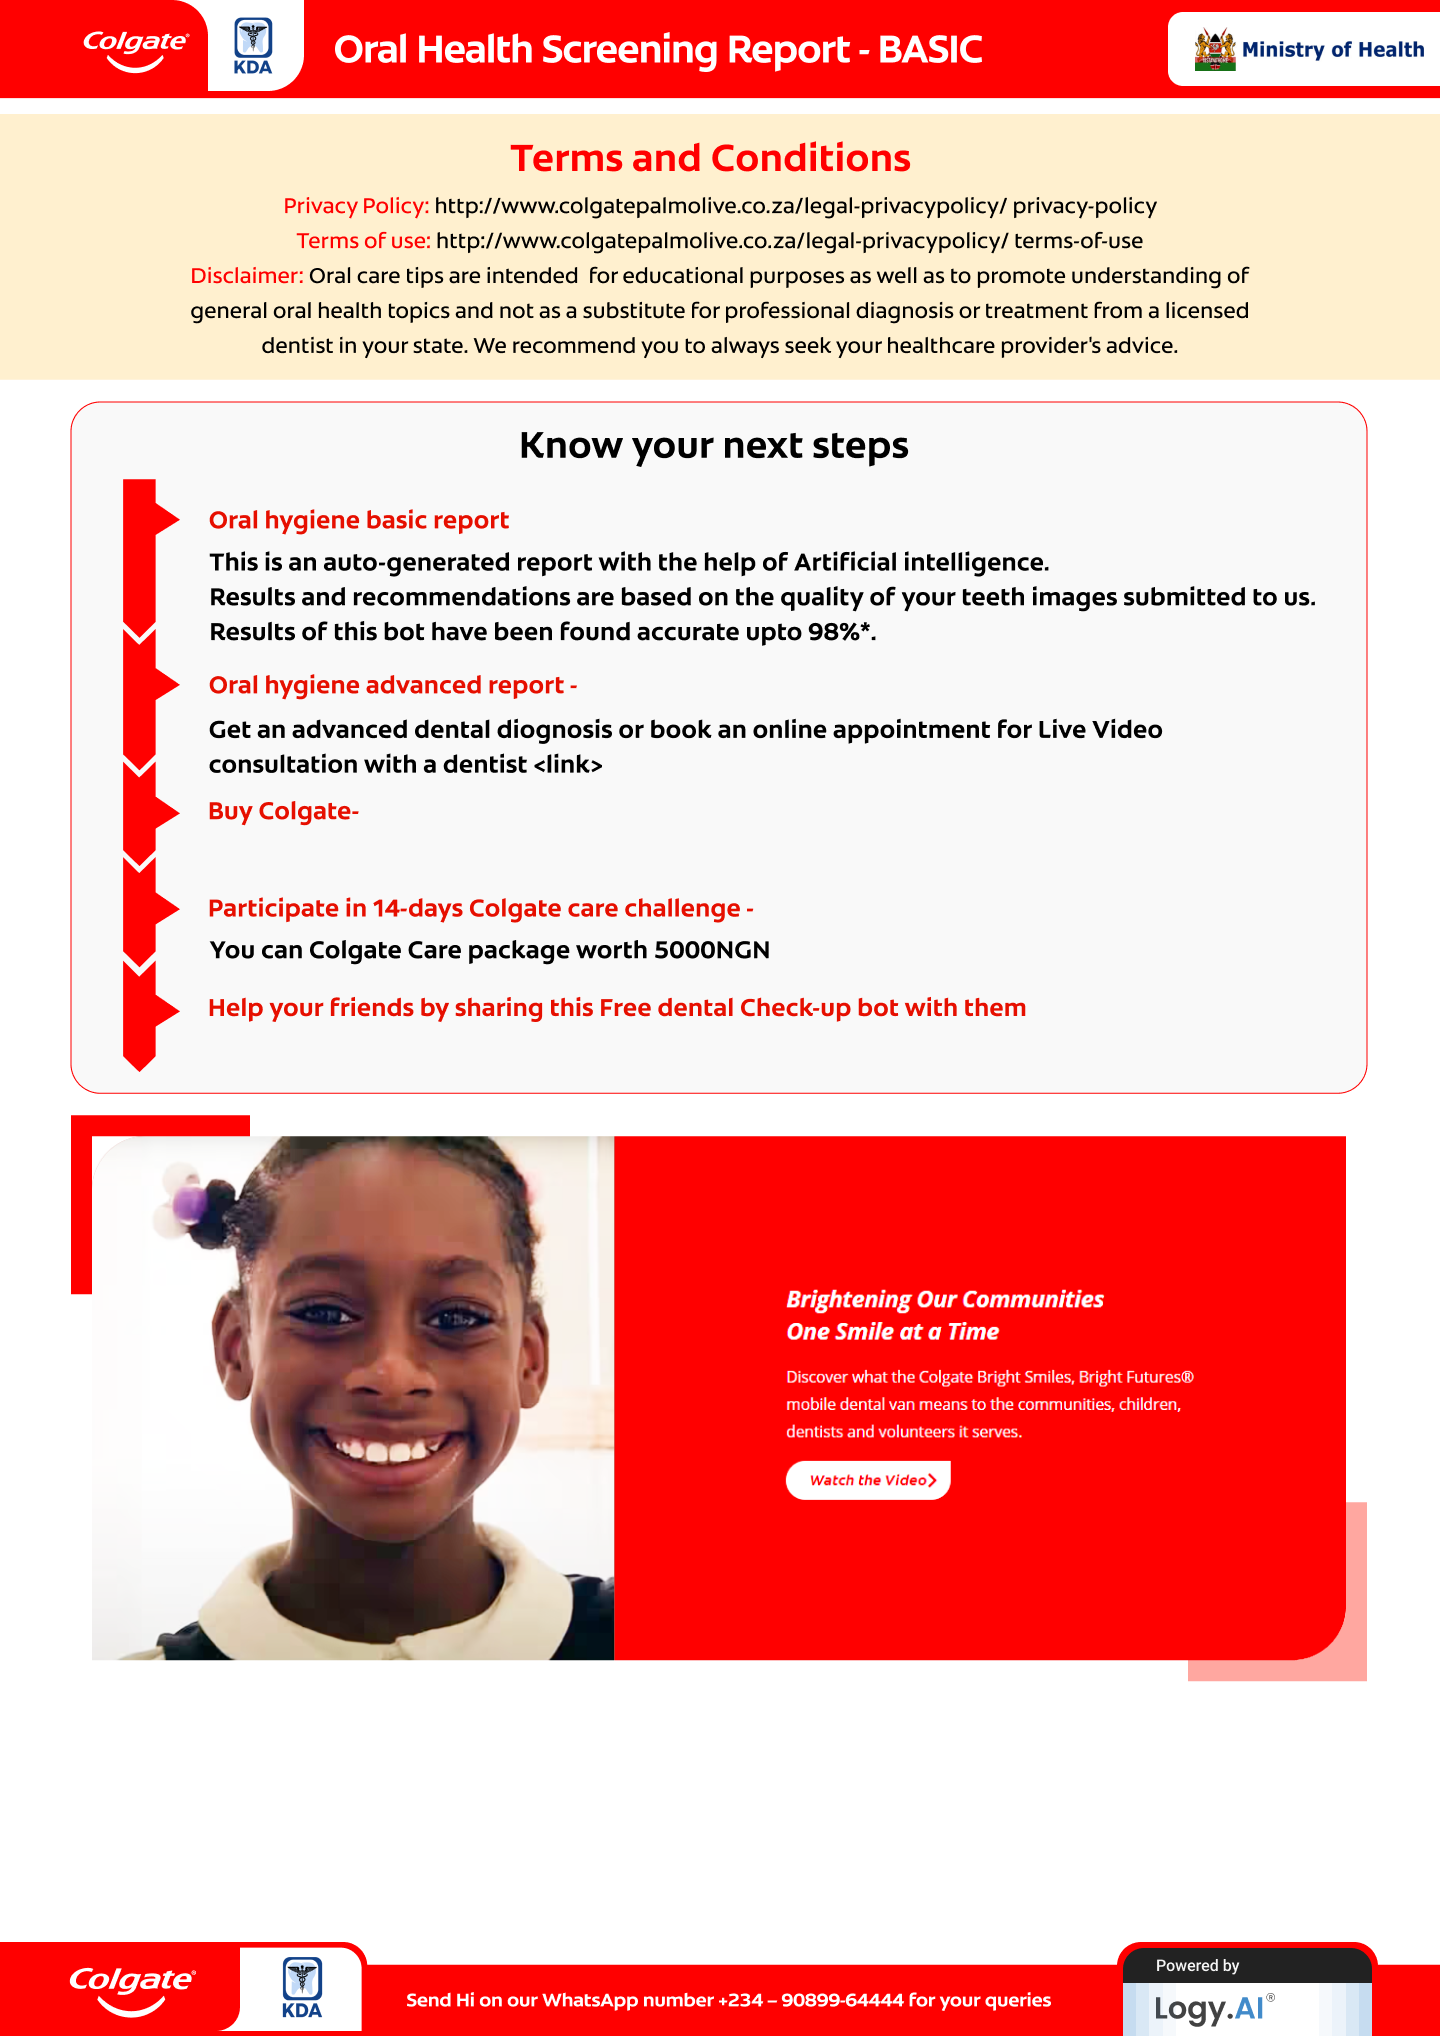 Colgate®
KDA
Oral Health Screening Report - BASIC
Ministry of Health
Terms and Conditions
Privacy Policy: http://www.colgatepalmolive.co.za/legal-privacypolicy/ privacy-policy
Terms of use: http://www.colgatepalmolive.co.za/legal-privacypolicy/ terms-of-use
Disclaimer: Oral care tips are intended  for educational purposes as well as to promote understanding of
general oral health topics and not as a substitute for professional diagnosis or treatment from a licensed
dentist in your state. We recommend you to always seek your healthcare provider's advice.
Know your next steps
Oral hygiene basic report
This is an auto-generated report with the help of Artificial intelligence.
Results and recommendations are based on the quality of your teeth images submitted to us.
Results of this bot have been found accurate upto 98%*.
Oral hygiene advanced report -
Get an advanced dental diognosis or book an online appointment for Live Video
consultation with a dentist <link>
Buy Colgate-
Participate in 14-days Colgate care challenge -
You can Colgate Care package worth 5000NGN
Help your friends by sharing this Free dental Check-up bot with them
Brightening Our Communities
One Smile at a Time
Discover what the Colgate Bright Smiles, Bright Futures®
mobile dental van means to the communities, children,
dentists and volunteers it serves.
Watch the Video
Colgate®
KDA
Send Hi on our WhatsApp number +234 – 90899-64444 for your queries
Powered by
Logy.AI®